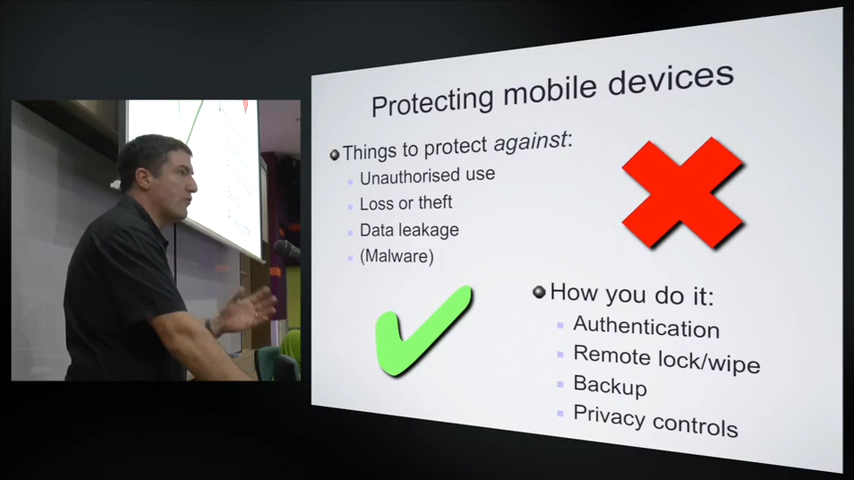 Protecting mobile devices
Things to protect against:
Unauthorised use
Loss or theft
Data leakage
(Malware)
How you do it:
Authentication
Remote lock/wipe
Backup
Privacy controls